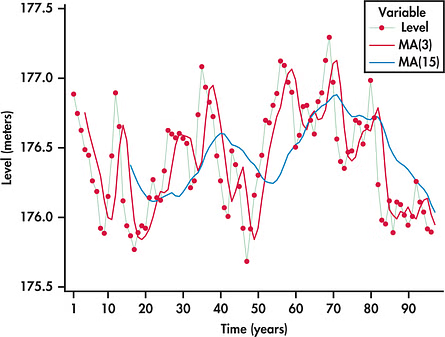 177.5
177.0
176.5
176.0
175.5
Level (meters)
Variable
Level
MA(3)
MA(15)
1 10 20 30 40 50 60 70 80 90
Time (years)